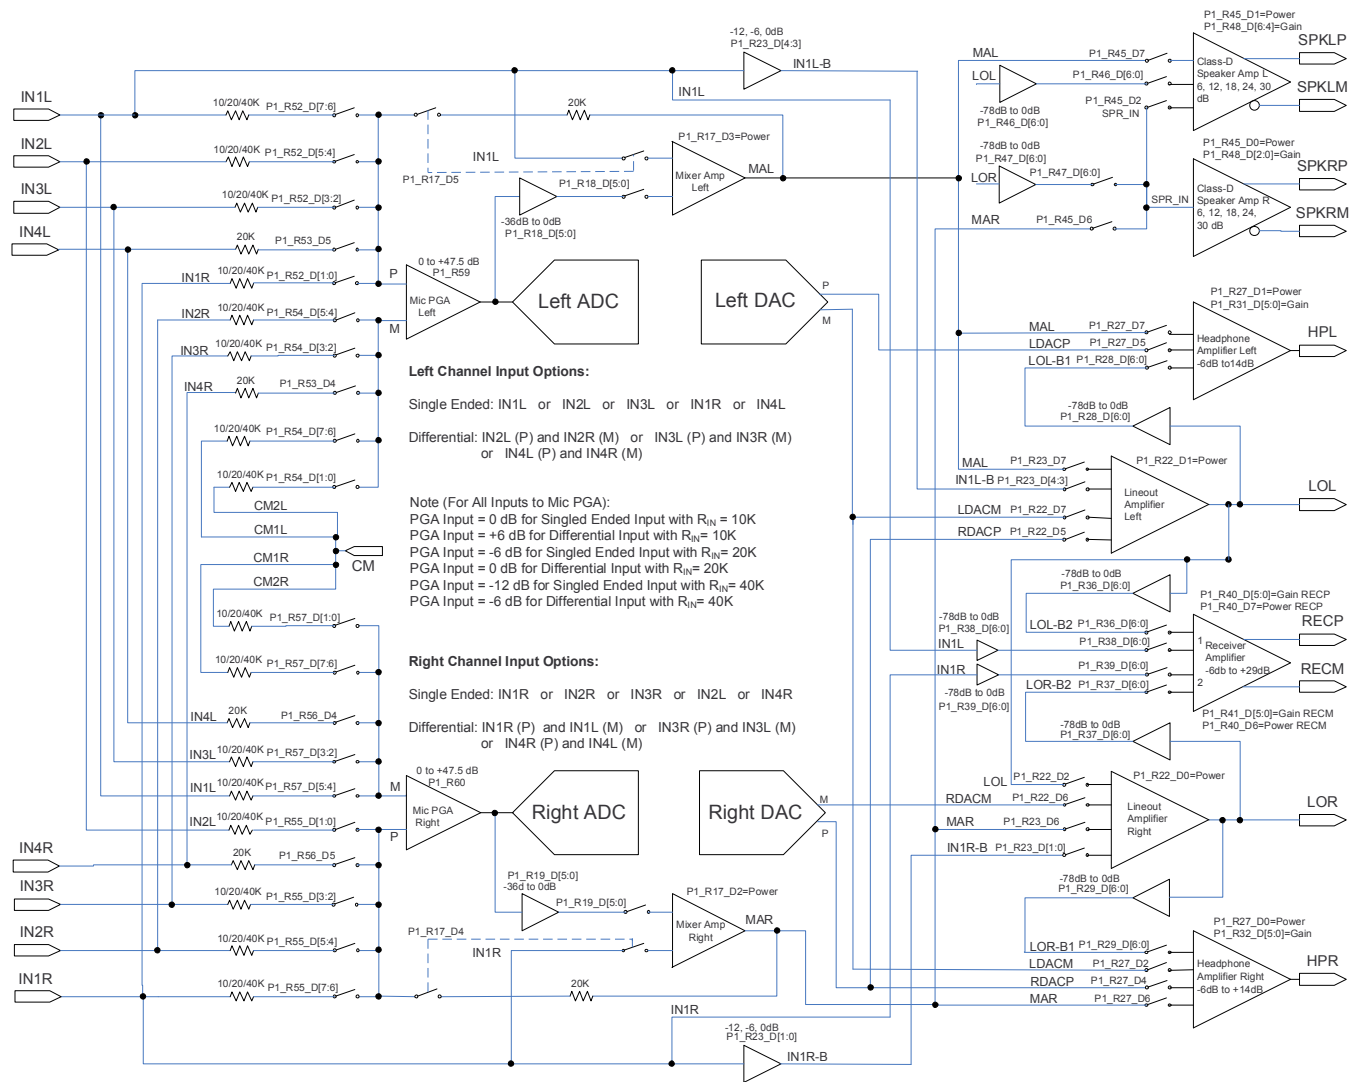 -12, -6, 0dB
P1_R23_D[4:3]
IN1L-B
IN1L
IN1L
10/20/40K P1_R52_D[7:6]
20K
IN2L
10/20/40K P1_R52_D[5:4]
P1_R17_D5
IN1L
P1_R17_D3=Power
Mixer Amp
Left
MAL
P1_R18_D[5:0]
-36dB to 0dB
P1_R18_D[5:0]
IN3L
10/20/40K P1_R52_D[3:2]
IN4L
20K P1_R53_D5
IN1R 10/20/40K P1_R52_D[1:0]
IN2R 10/20/40K P1_R54_D[5:4]
IN3R 10/20/40K P1_R54_D[3:2]
IN4R 20K P1_R53_D4
10/20/40K P1_R54_D[7:6]
10/20/40K P1_R54_D[1:0]
CM2L
CM1L
CM1R
CM2R
CM
0 to +47.5 dB
P1_R59
P
Mic PGA
Left
M
Left ADC
Left DAC
P
M
Left Channel Input Options:
Single Ended: IN1L or IN2L or IN3L or IN1R or IN4L
Differential: IN2L (P) and IN2R (M) or IN3L (P) and IN3R (M)
or IN4L (P) and IN4R (M)
Note (For All Inputs to Mic PGA):
PGA Input = 0 dB for Singled Ended Input with RIN = 10K
PGA Input = +6 dB for Differential Input with RIN= 10K
PGA Input = -6 dB for Singled Ended Input with RIN= 20K
PGA Input = 0 dB for Differential Input with RIN= 20K
PGA Input = -12 dB for Singled Ended Input with RIN= 40K
PGA Input = -6 dB for Differential Input with RIN= 40K
Right Channel Input Options:
Single Ended: IN1R or IN2R or IN3R or IN2L or IN4R
Differential: IN1R (P) and IN1L (M) or IN3R (P) and IN3L (M)
or IN4R (P) and IN4L (M)
10/20/40K P1_R57_D[1:0]
10/20/40K P1_R57_D[7:6]
IN4L 20K P1_R56_D4
IN3L 10/20/40K P1_R57_D[3:2]
IN1L 10/20/40K P1_R57_D[5:4]
IN2L 10/20/40K P1_R55_D[1:0]
IN4R
20K P1_R56_D5
IN3R
10/20/40K P1_R55_D[3:2]
IN2R
10/20/40K P1_R55_D[5:4]
IN1R
10/20/40K P1_R55_D[7:6]
0 to +47.5 dB
P1_R60
M
Mic PGA
Right
P
Right ADC
Right DAC
M
P
P1_R19_D[5:0]
-36d to 0dB
P1_R19_D[5:0]
P1_R17_D2=Power
Mixer Amp
Right
MAR
P1_R17_D4
IN1R
20K
IN1R
-12, -6, 0dB
P1_R23_D[1:0]
IN1R-B
P1_R45_D1=Power
P1_R48_D[6:4]=Gain
MAL P1_R45_D7
LOL P1_R46_D[6:0]
-78dB to 0dB
P1_R46_D[6:0]
P1_R45_D2
SPR_IN
Class-D
Speaker Amp L
6, 12, 18, 24, 30
dB
SPKLP
SPKLM
-78dB to 0dB
P1_R47_D[6:0]
LOR P1_R47_D[6:0]
MAR P1_R45_D6
SPR_IN
P1_R45_D0=Power
P1_R48_D[2:0]=Gain
Class-D
Speaker Amp R
6, 12, 18, 24,
30 dB
SPKRP
SPKRM
P1_R27_D1=Power
P1_R31_D[5:0]=Gain
MAL P1_R27_D7
LDACP P1_R27_D5
LOL-B1 P1_R28_D[6:0]
Headphone
Amplifier Left
-6dB to14dB
HPL
-78dB to 0dB
P1_R28_D[6:0]
MAL P1_R23_D7
IN1L-B P1_R23_D[4:3]
LDACM P1_R22_D7
RDACP P1_R22_D5
P1_R22_D1=Power
Lineout
Amplifier
Left
LOL
-78dB to 0dB
P1_R36_D[6:0]
LOL-B2 P1_R36_D[6:0]
-78dB to 0dB
P1_R38_D[6:0]
IN1L
P1_R38_D[6:0]
IN1R
P1_R39_D[6:0]
-78dB to 0dB
P1_R39_D[6:0]
LOR-B2 P1_R37_D[6:0]
P1_R40_D[5:0]=Gain RECP
P1_R40_D7=Power RECP
1
Receiver
Amplifier
-6db to +29dB
2
RECP
RECM
P1_R41_D[5:0]=Gain RECM
P1_R40_D6=Power RECM
-78dB to 0dB
P1_R37_D[6:0]
LOL P1_R22_D2
RDACM P1_R22_D6
MAR P1_R23_D6
IN1R-B P1_R23_D[1:0]
P1_R22_D0=Power
Lineout
Amplifier
Right
LOR
-78dB to 0dB
P1_R29_D[6:0]
P1_R27_D0=Power
P1_R32_D[5:0]=Gain
LOR-B1 P1_R29_D[6:0]
LDACM P1_R27_D2
RDACP P1_R27_D4
MAR P1_R27_D6
Headphone
Amplifier Right
-6dB to +14dB
HPR